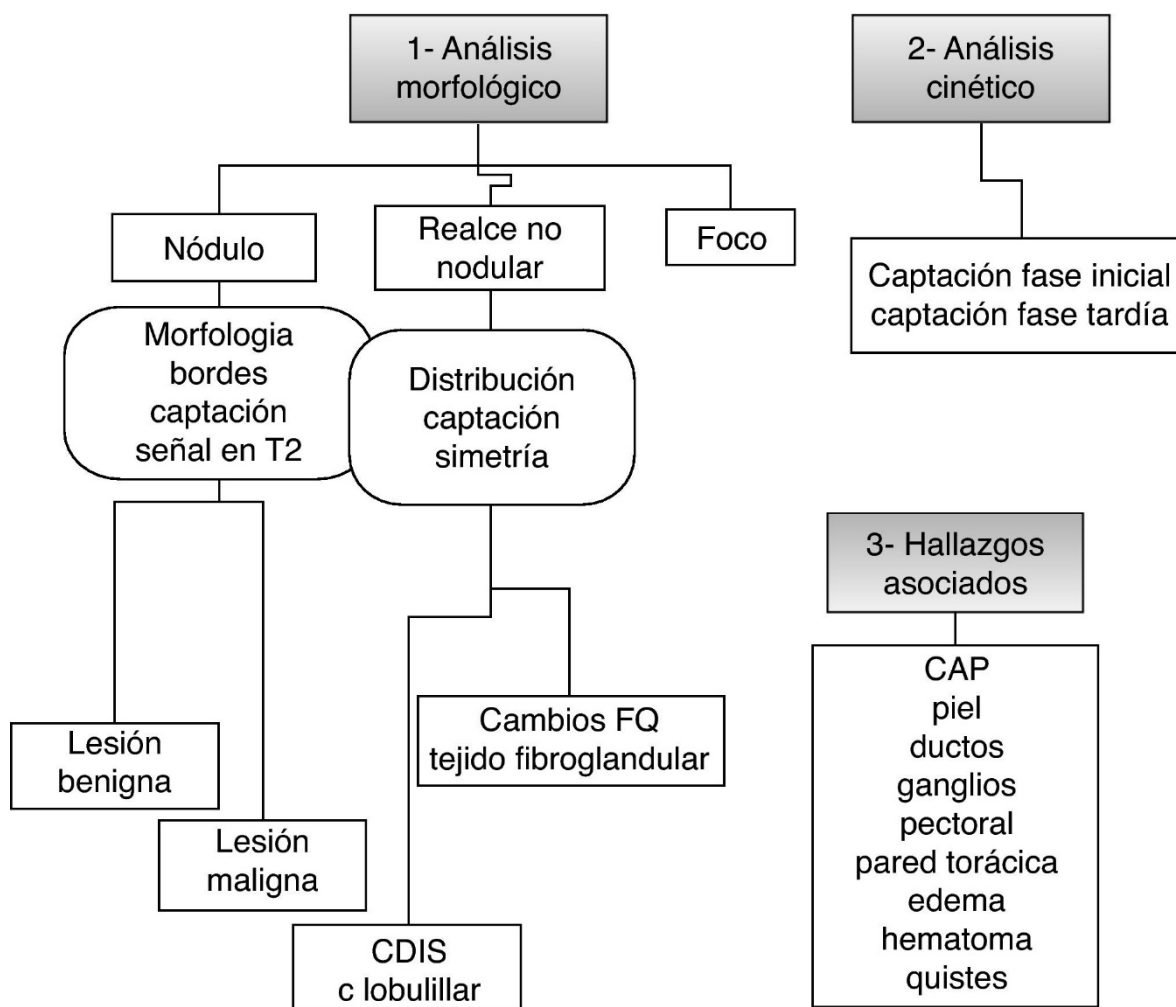 1- Análisis
morfológico
Nódulo
Realce no
nodular
Foco
Morfologia
bordes
captación
señal en T2
Distribución
captación
simetría
Lesión
benigna
Lesión
maligna
Cambios FQ
tejido fibroglandular
CDIS
c lobulillar
2- Análisis
cinético
Captación fase inicial
captación fase tardía
3- Hallazgos
asociados
CAP
piel
ductos
ganglios
pectoral
pared torácica
edema
hematoma
quistes